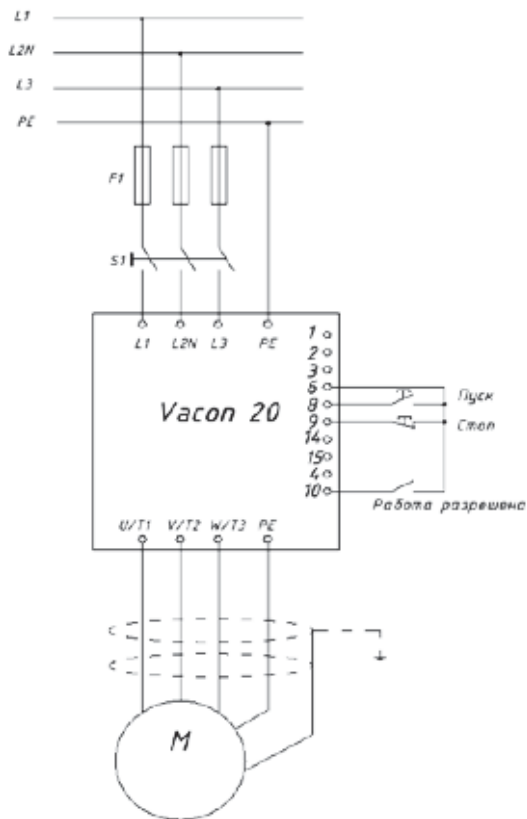 L1
L2N
L3
PE
F1
S1
L1 L2N L3 PE
1
2
3
6
8 Пуск
9 Стоп
Vacon 20
14
15
4
10
Работа разрешена
U/T1 V/T2 W/T3 PE
M